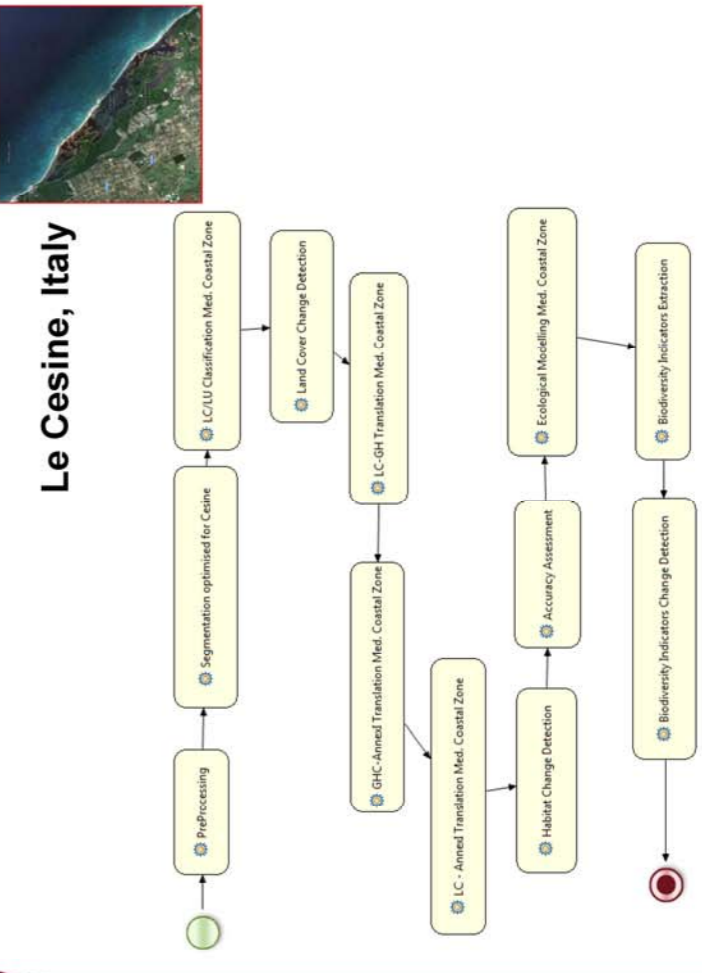 Le Cesine, Italy
PreProcessing
Segmentation optimised for Cesine
LC/LU Classification Med. Coastal Zone
Land Cover Change Detection
LC-GH Translation Med. Coastal Zone
GHC-AnnexI Translation Med. Coastal Zone
LC - AnnexI Translation Med. Coastal Zone
Habitat Change Detection
Accuracy Assessment
Ecological Modelling Med. Coastal Zone
Biodiversity Indicators Extraction
Biodiversity Indicators Change Detection